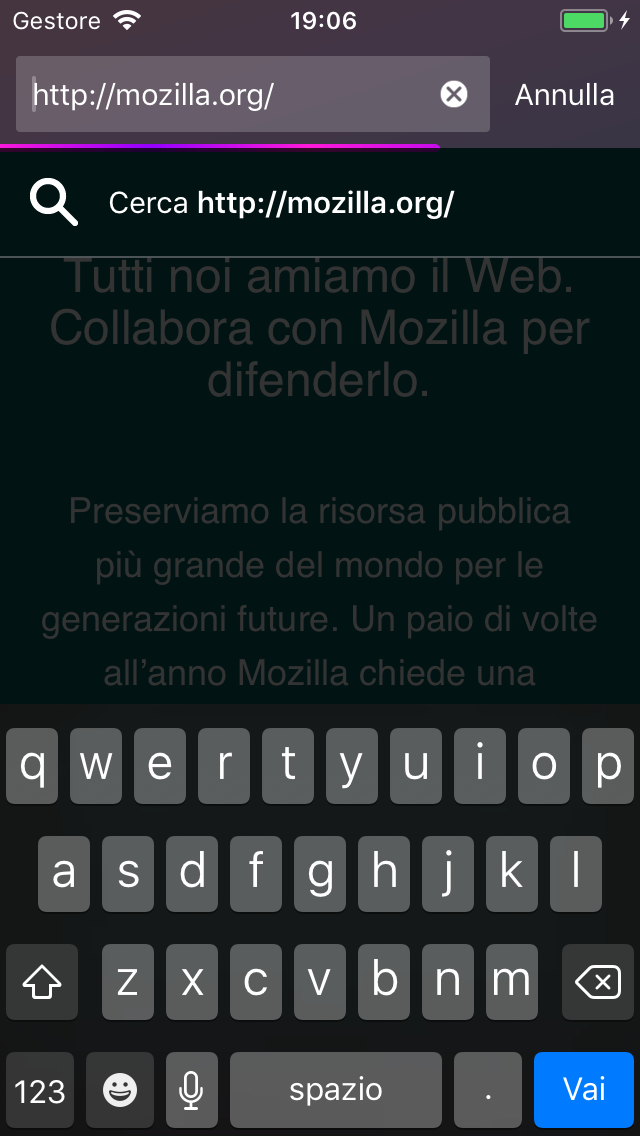 Gestore 19:06
http://mozilla.org/ Annulla
Cerca http://mozilla.org/
Tutti noi amiamo il Web.
Collabora con Mozilla per
difenderlo.
Preserviamo la risorsa pubblica
più grande del mondo per le
generazioni future. Un paio di volte
all’anno Mozilla chiede una
q w e r t y u i o p
a s d f g h j k l
z x c v b n m
123 spazio . Vai